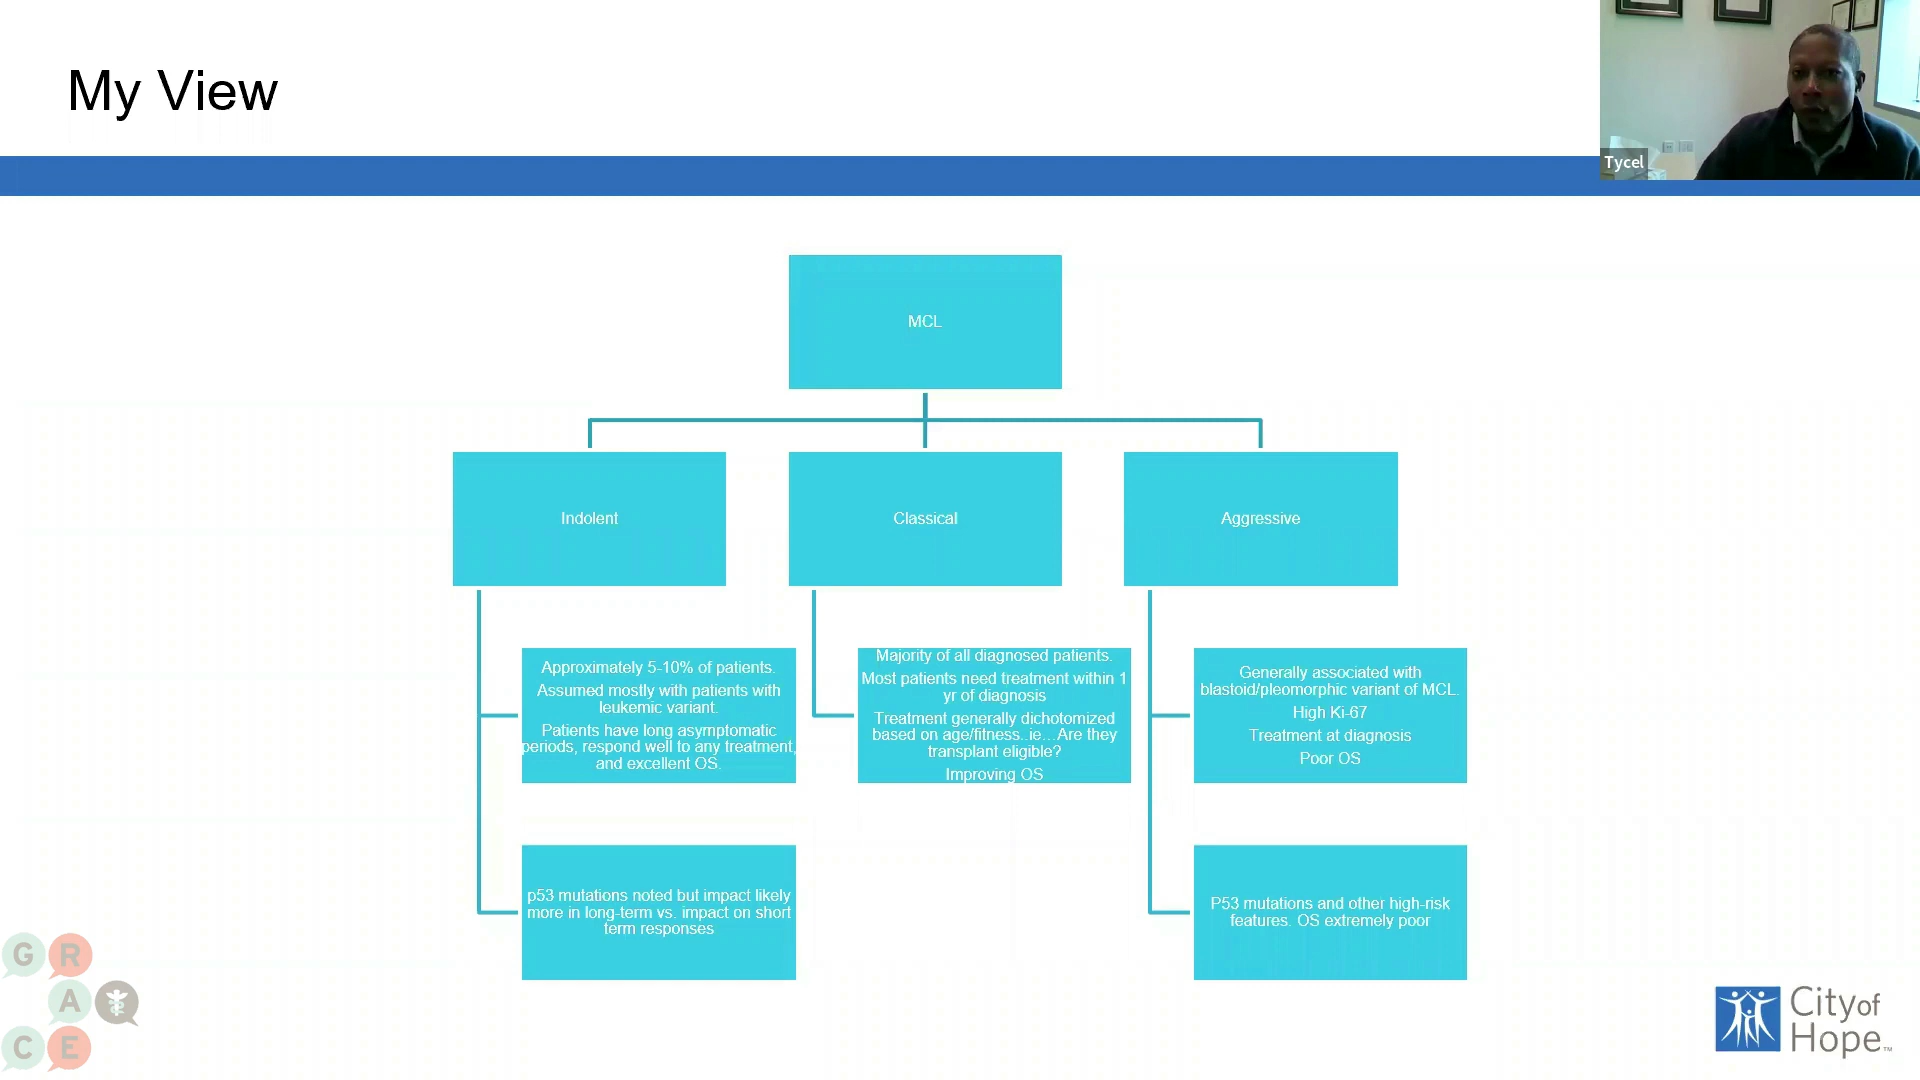 My View
Tycel
MCL
Indolent
Classical
Aggressive
Approximately 5-10% of patients.
Assumed mostly with patients with
leukemic variant.
Patients have long asymptomatic
periods, respond well to any treatment,
and excellent OS.
p53 mutations noted but impact likely
more in long-term vs. impact on short
term responses
Majority of all diagnosed patients.
Most patients need treatment within 1
yr of diagnosis
Treatment generally dichotomized
based on age/fitness..ie...Are they
transplant eligible?
Improving OS
Generally associated with
blastoid/pleomorphic variant of MCL.
High Ki-67
Treatment at diagnosis
Poor OS
P53 mutations and other high-risk
features. OS extremely poor
G R
A
C E
City of
Hope™